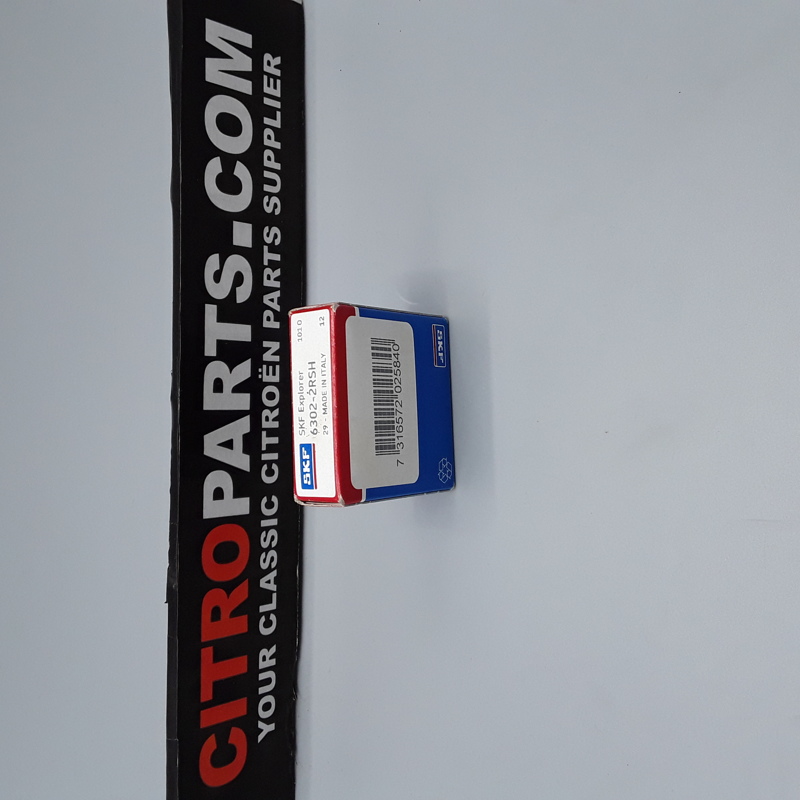 CITROPARTS.COM
YOUR CLASSIC CITROËN PARTS SUPPLIER
SKF
SKF Explorer
101 D
6302-2RSH
29 - MADE IN ITALY
12
7 316572 025840
SKF